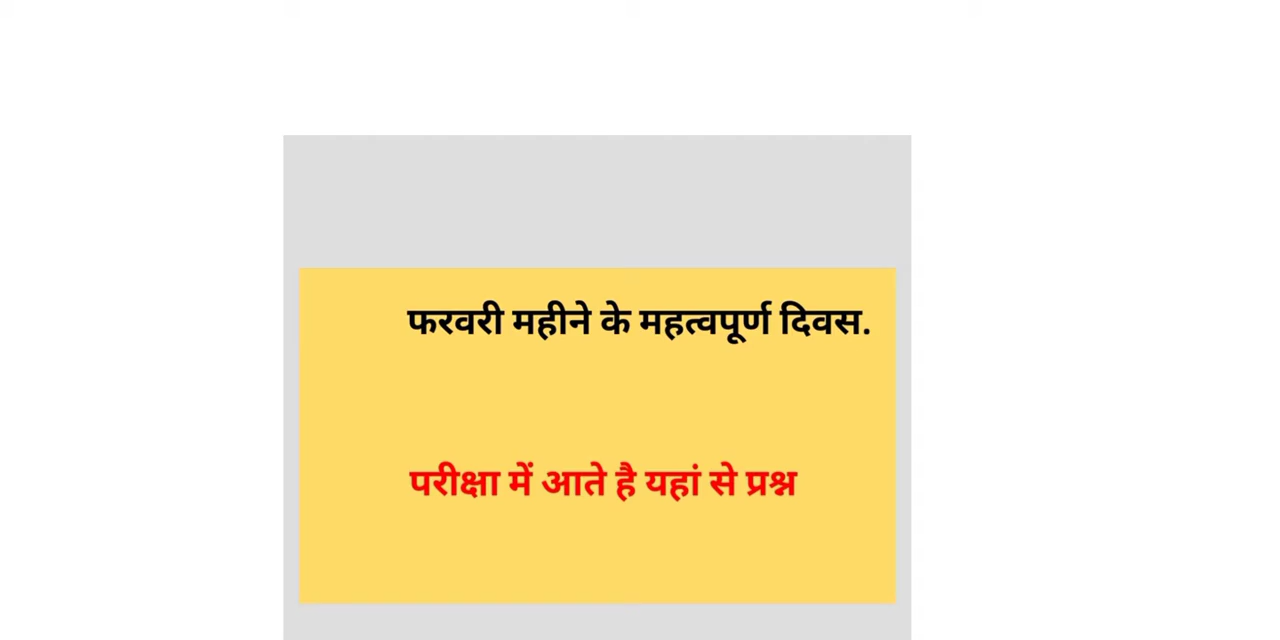 फरवरी महीने के महत्वपूर्ण दिवस.
परीक्षा में आते है यहां से प्रश्न